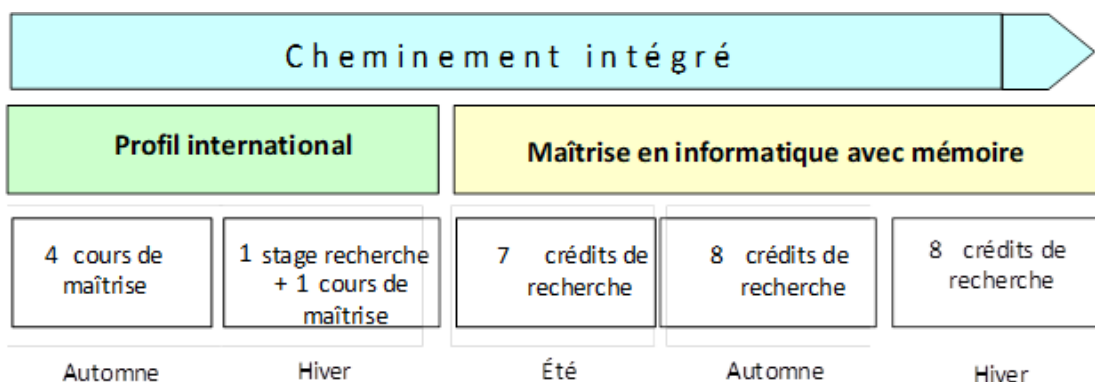 Cheminement intégré
Profil international
Maîtrise en informatique avec mémoire
4 cours de
maîtrise
1 stage recherche
+ 1 cours de
maîtrise
7 crédits de
recherche
8 crédits de
recherche
8 crédits de
recherche
Automne
Hiver
Été
Automne
Hiver